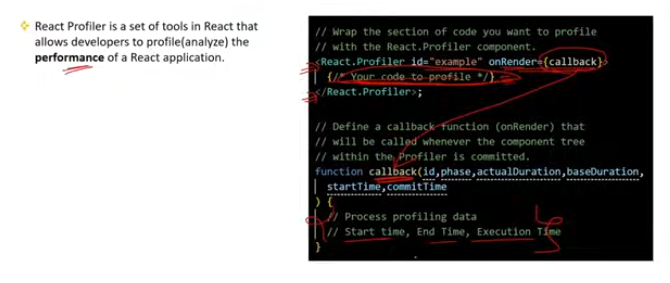 ❖ React Profiler is a set of tools in React that
allows developers to profile(analyze) the
performance of a React application.
// Wrap the section of code you want to profile
// with the React.Profiler component.
<React.Profiler id="example" onRender={callback}>
{/* Your code to profile */}
</React.Profiler>;
// Define a callback function (onRender) that
// will be called whenever the component tree
// within the Profiler is committed.
function callback(id,phase,actualDuration,baseDuration,
startTime,commitTime
) {
// Process profiling data
// Start time, End Time, Execution Time
}